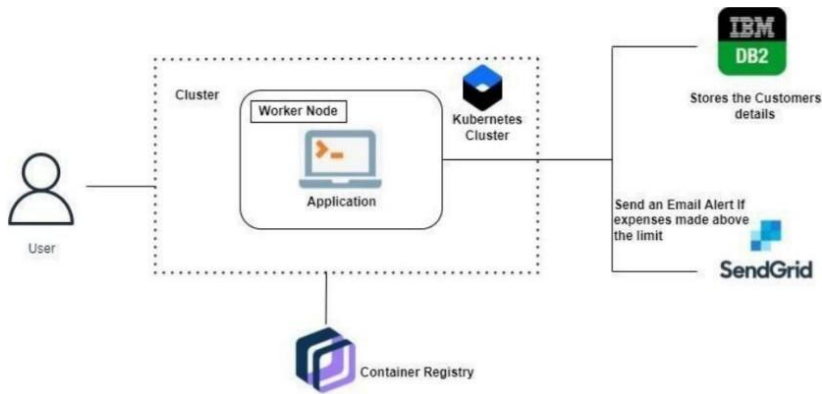 IBM
DB2
Stores the Customers
details
Cluster
Worker Node
Kubernetes
Cluster
Application
User
Send an Email Alert If
expenses made above
the limit
SendGrid
Container Registry